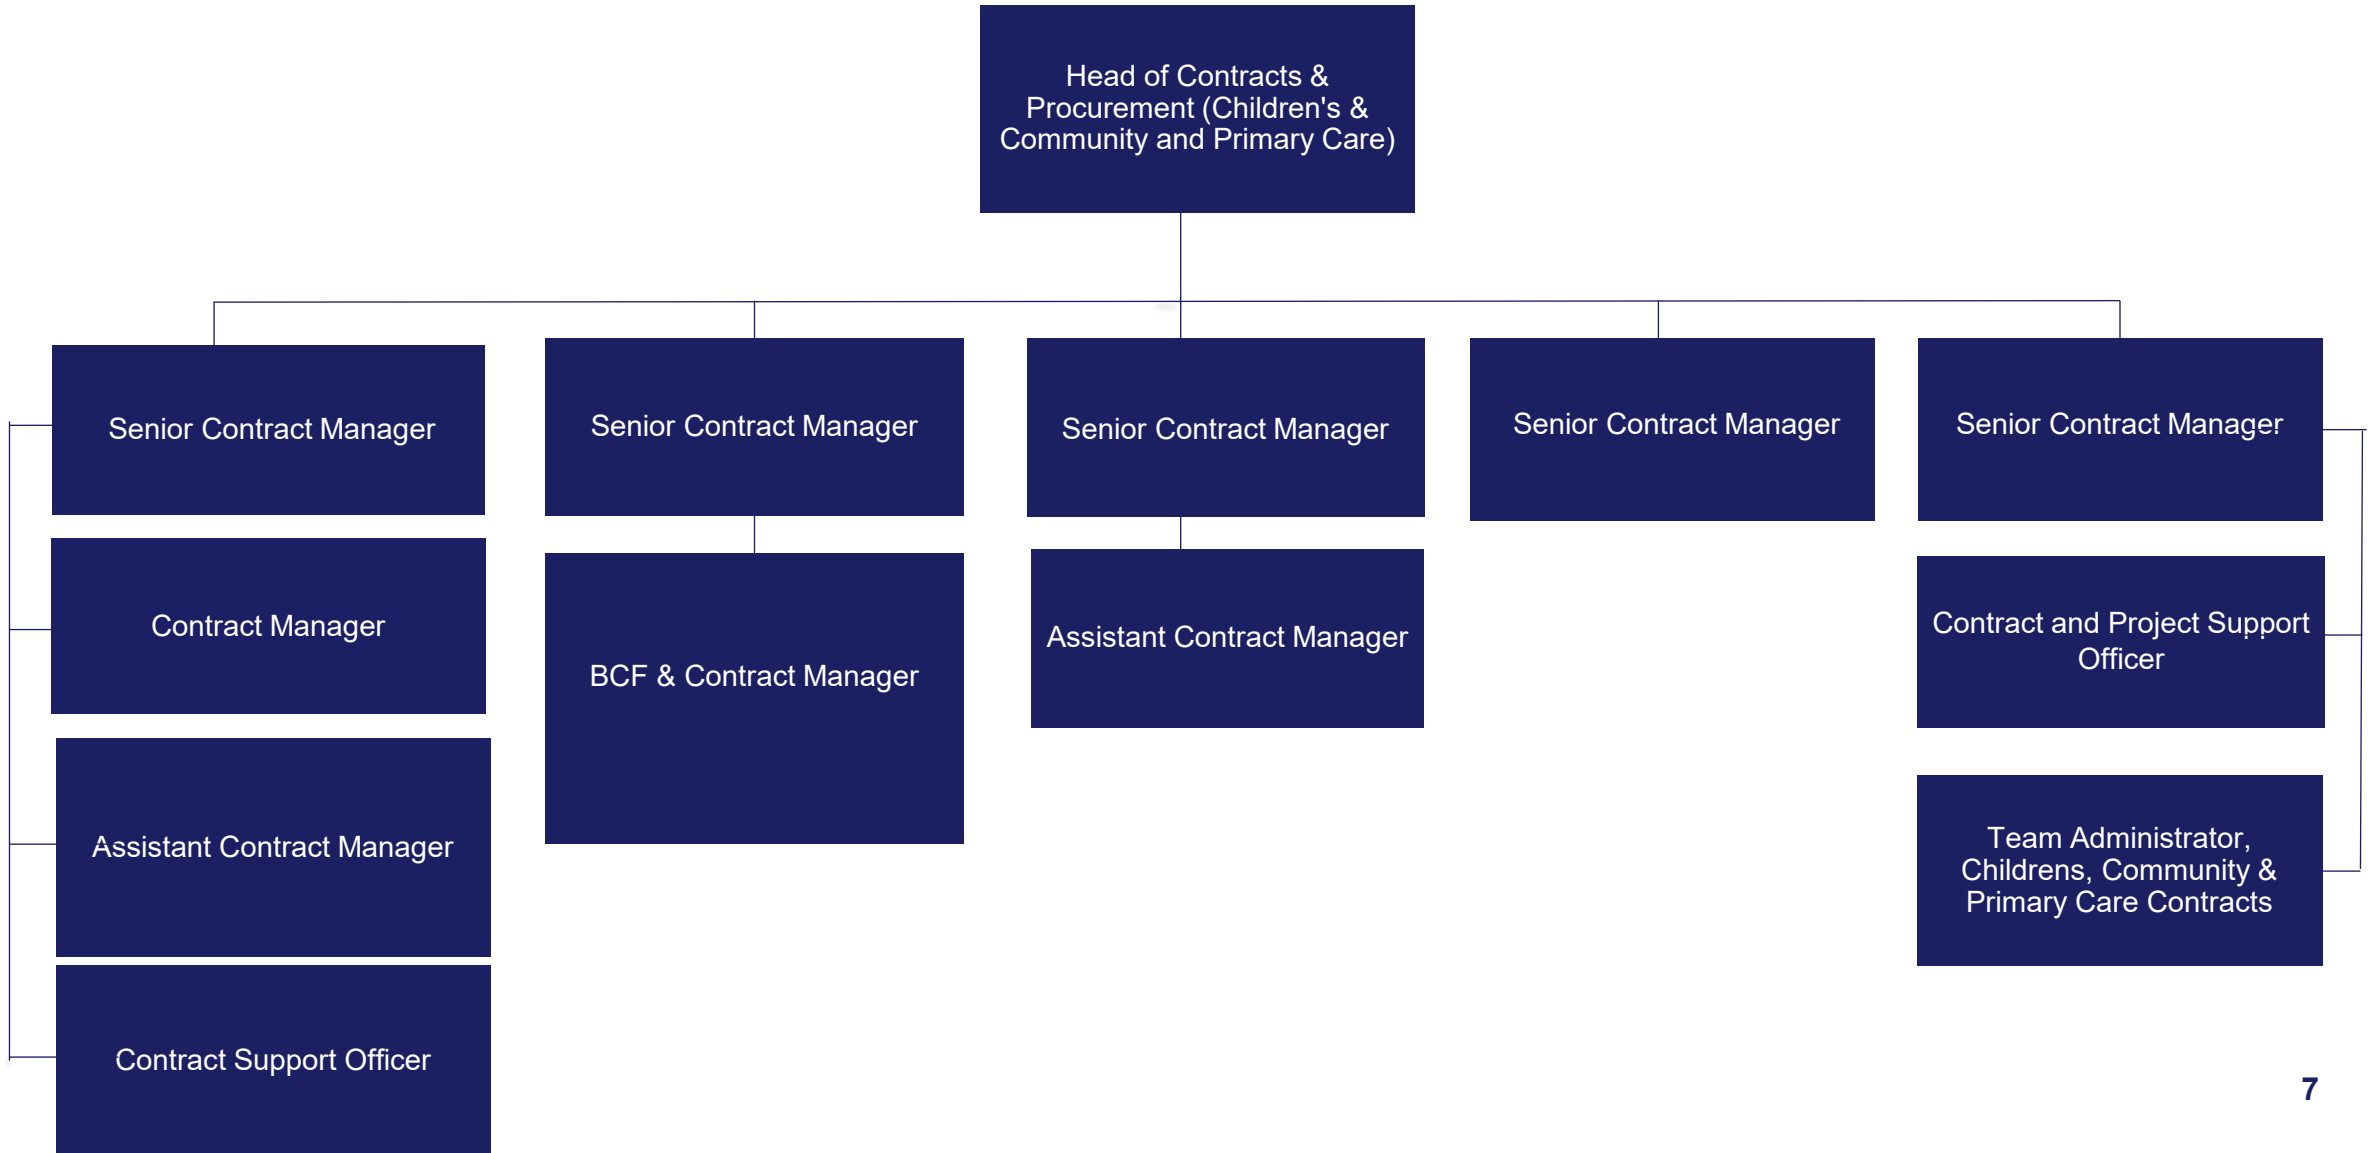 Head of Contracts &
Procurement (Children's &
Community and Primary Care)
Senior Contract Manager
Senior Contract Manager
Senior Contract Manager
Senior Contract Manager
Senior Contract Manager
Contract Manager
BCF & Contract Manager
Assistant Contract Manager
Contract and Project Support
Officer
Assistant Contract Manager
Team Administrator,
Childrens, Community &
Primary Care Contracts
Contract Support Officer
7